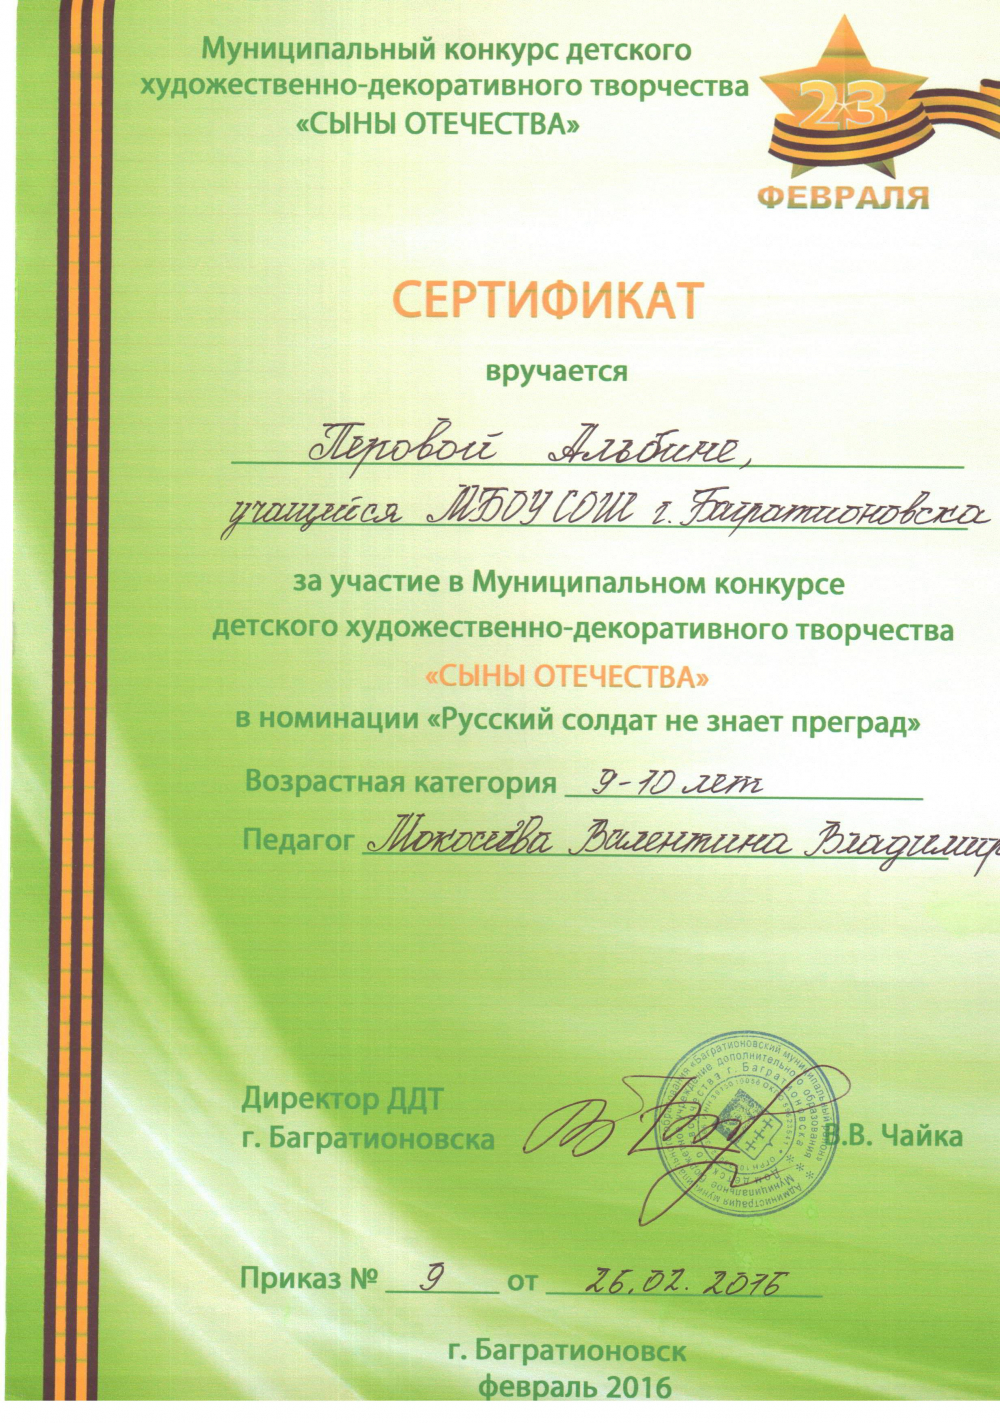 Муниципальный конкурс детского
художественно-декоративного творчества
«СЫНЫ ОТЕЧЕСТВА»
23
ФЕВРАЛЯ
СЕРТИФИКАТ
вручается
Перовой Альбине,
учащийся МБОУ СОШ г. Багратионовска
за участие в Муниципальном конкурсе
детского художественно-декоративного творчества
«СЫНЫ ОТЕЧЕСТВА»
в номинации «Русский солдат не знает преград»
Возрастная категория 9-10 лет
Педагог Валентина Владимир
Директор ДДТ
г. Багратионовска
В.В. Чайка
Приказ № 9 от 26.02.2016
г. Багратионовск
февраль 2016